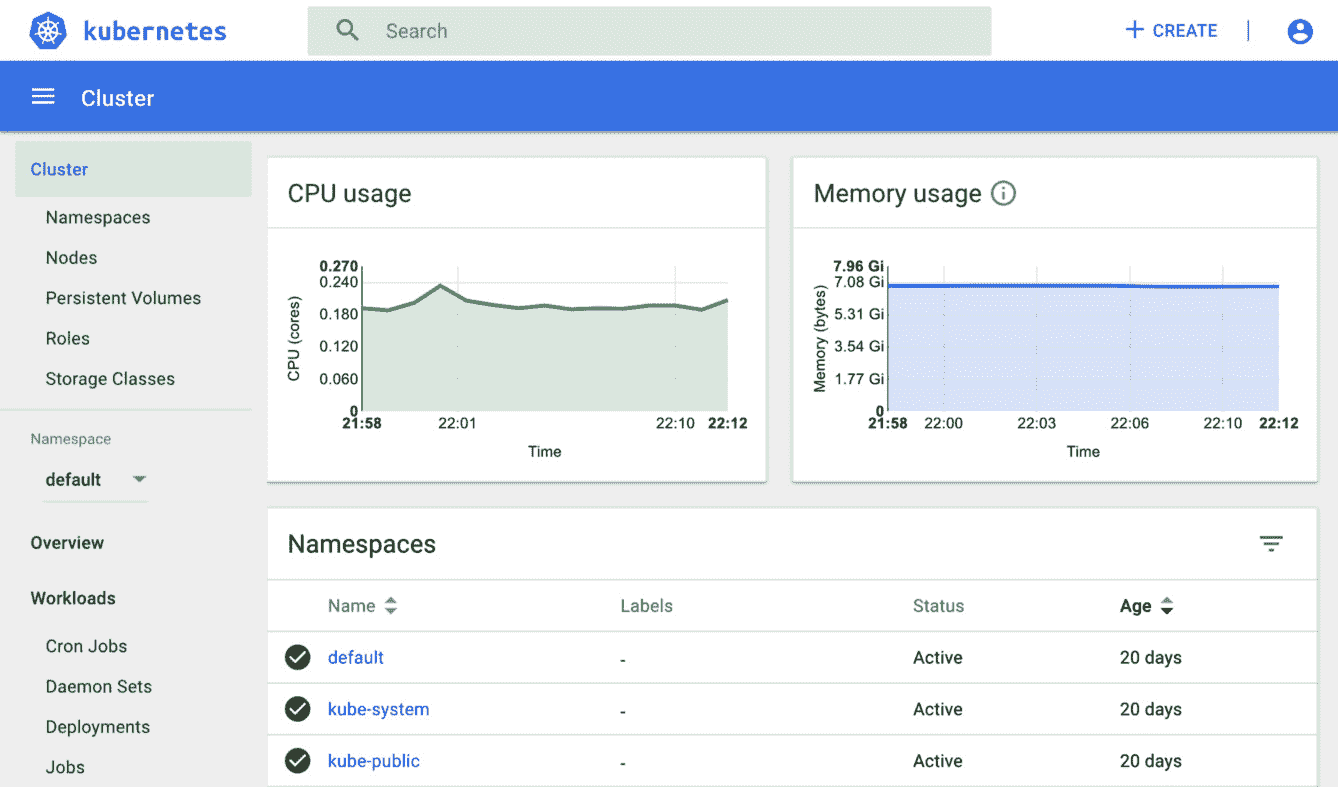 kubernetes
Search
CREATE
Cluster
Cluster
Namespaces
Nodes
Persistent Volumes
Roles
Storage Classes
Namespace
default
Overview
Workloads
Cron Jobs
Daemon Sets
Deployments
Jobs
CPU usage
CPU (cores)
0.270
0.240
0.180
0.120
0.060
0
21:58 22:01 22:10 22:12
Time
Memory usage
Memory (bytes)
7.96 Gi
7.08 Gi
5.31 Gi
3.54 Gi
1.77 Gi
0
21:58 22:00 22:03 22:06 22:10 22:12
Time
Namespaces
Name Labels Status Age
default - Active 20 days
kube-system - Active 20 days
kube-public - Active 20 days